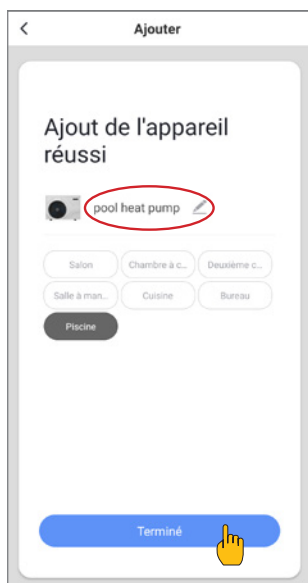 Ajouter
Ajout de l'appareil
réussi
pool heat pump
Salon Chambre à c... Deuxième c...
Salle à man... Cuisine Bureau
Piscine
Terminé